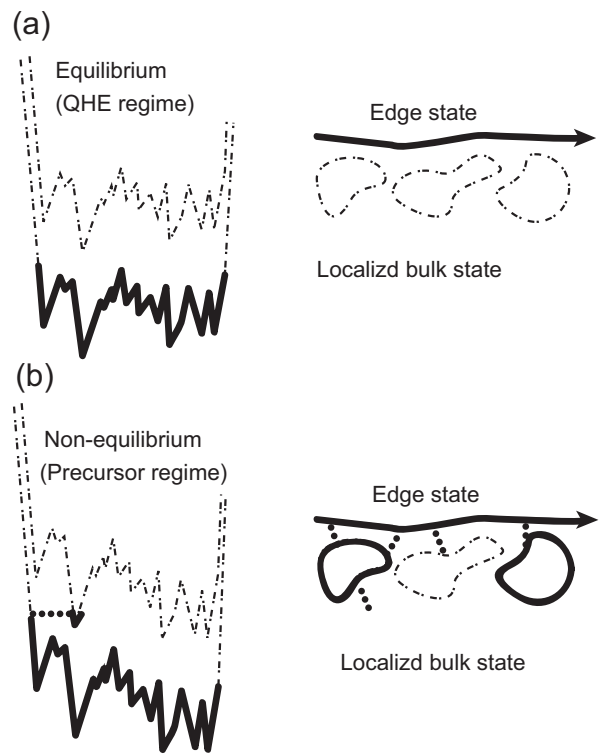 (a)
Equilibrium
(QHE regime)
Edge state
Localizd bulk state
(b)
Non-equilibrium
(Precursor regime)
Edge state
Localizd bulk state